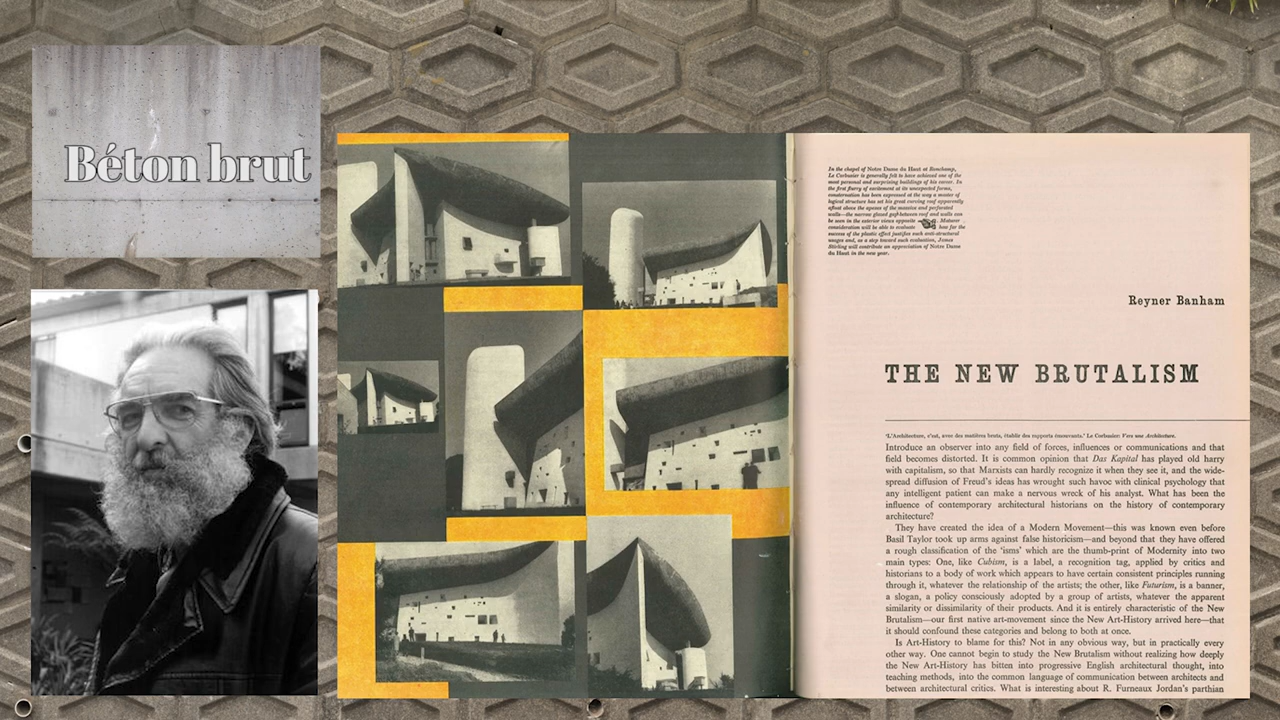 Béton brut
In the chapel of Notre Dame du Haut at Ronchamp,
Le Corbusier is generally felt to have achieved one of the
most personal and surprising buildings of his career. In
the first flurry of excitement at its unexpected forms,
consternation has been expressed at the way a master of
logical structure has set his great curving roof apparently
afloat above the apexes of the massive and perforated
walls—the narrow glazed gap between roof and walls can
be seen in the exterior views opposite Maturer
consideration will be able to evaluate how far the
success of the plastic effect justifies such anti-structural
usages and, as a step toward such evaluation, James
Stirling will contribute an appreciation of Notre Dame
du Haut in the new year.
Reyner Banham
THE NEW BRUTALISM
'L'Architecture, c'est, avec des matières bruts, établir des rapports émouvants.' Le Corbusier: Vers une Architecture.
Introduce an observer into any field of forces, influences or communications and that
field becomes distorted. It is common opinion that Das Kapital has played old harry
with capitalism, so that Marxists can hardly recognize it when they see it, and the wide-
spread diffusion of Freud's ideas has wrought such havoc with clinical psychology that
any intelligent patient can make a nervous wreck of his analyst. What has been the
influence of contemporary architectural historians on the history of contemporary
architecture?
They have created the idea of a Modern Movement—this was known even before
Basil Taylor took up arms against false historicism—and beyond that they have offered
a rough classification of the 'isms' which are the thumb-print of Modernity into two
main types: One, like Cubism, is a label, a recognition tag, applied by critics and
historians to a body of work which appears to have certain consistent principles running
through it, whatever the relationship of the artists; the other, like Futurism, is a banner,
a slogan, a policy consciously adopted by a group of artists, whatever the apparent
similarity or dissimilarity of their products. And it is entirely characteristic of the New
Brutalism—our first native art-movement since the New Art-History arrived here—that
it should confound these categories and belong to both at once.
Is Art-History to blame for this? Not in any obvious way, but in practically every
other way. One cannot begin to study the New Brutalism without realizing how deeply
the New Art-History has bitten into progressive English architectural thought, into
teaching methods, into the common language of communication between architects and
between architectural critics. What is interesting about R. Furneaux Jordan's parthian